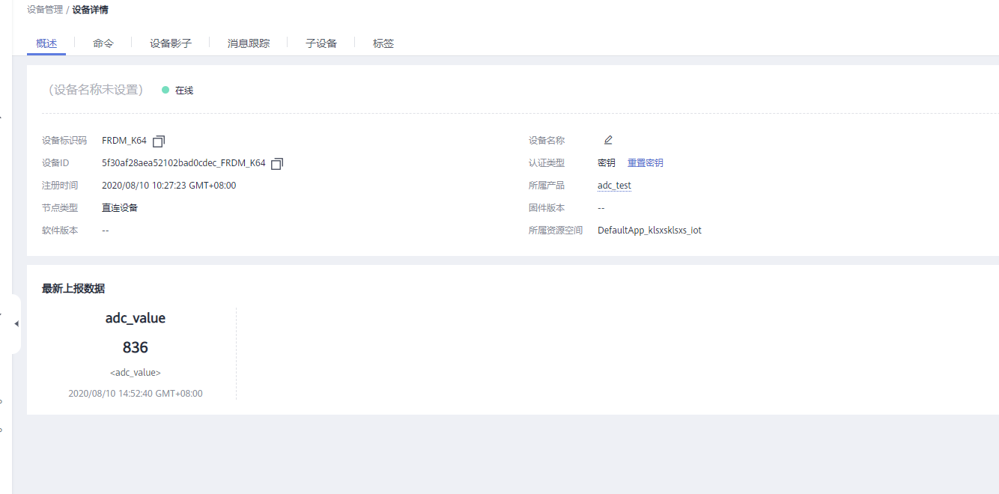 设备管理 / 设备详情
概述 命令 设备影子 消息跟踪 子设备 标签
(设备名称未设置) 在线
设备标识码 FRDM_K64 设备名称
设备ID 5f30af28aea52102bad0cdec_FRDM_K64 认证类型 密钥 重置密钥
注册时间 2020/08/10 10:27:23 GMT+08:00 所属产品 adc_test
节点类型 直连设备 固件版本 --
软件版本 -- 所属资源空间 DefaultApp_klsxsklsxs_iot
最新上报数据
adc_value
836
<adc_value>
2020/08/10 14:52:40 GMT+08:00